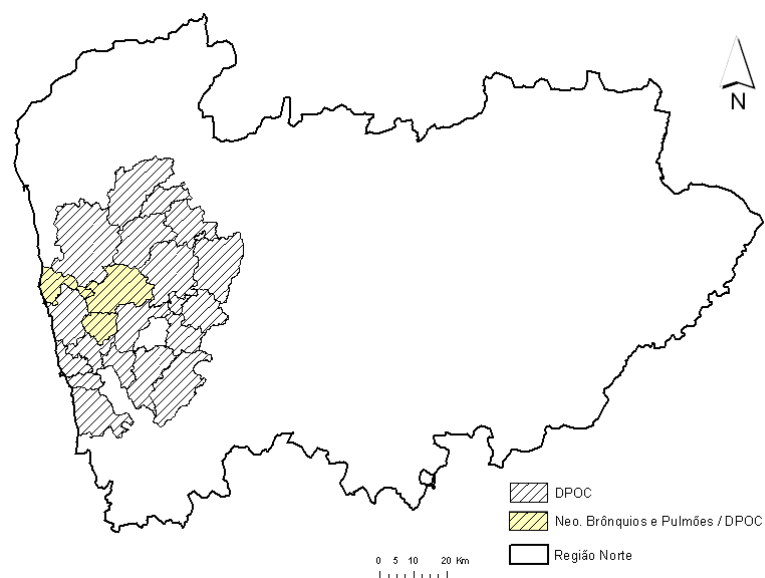 N
DPOC
Neo. Brônquios e Pulmões / DPOC
Região Norte
0 5 10 20 Km